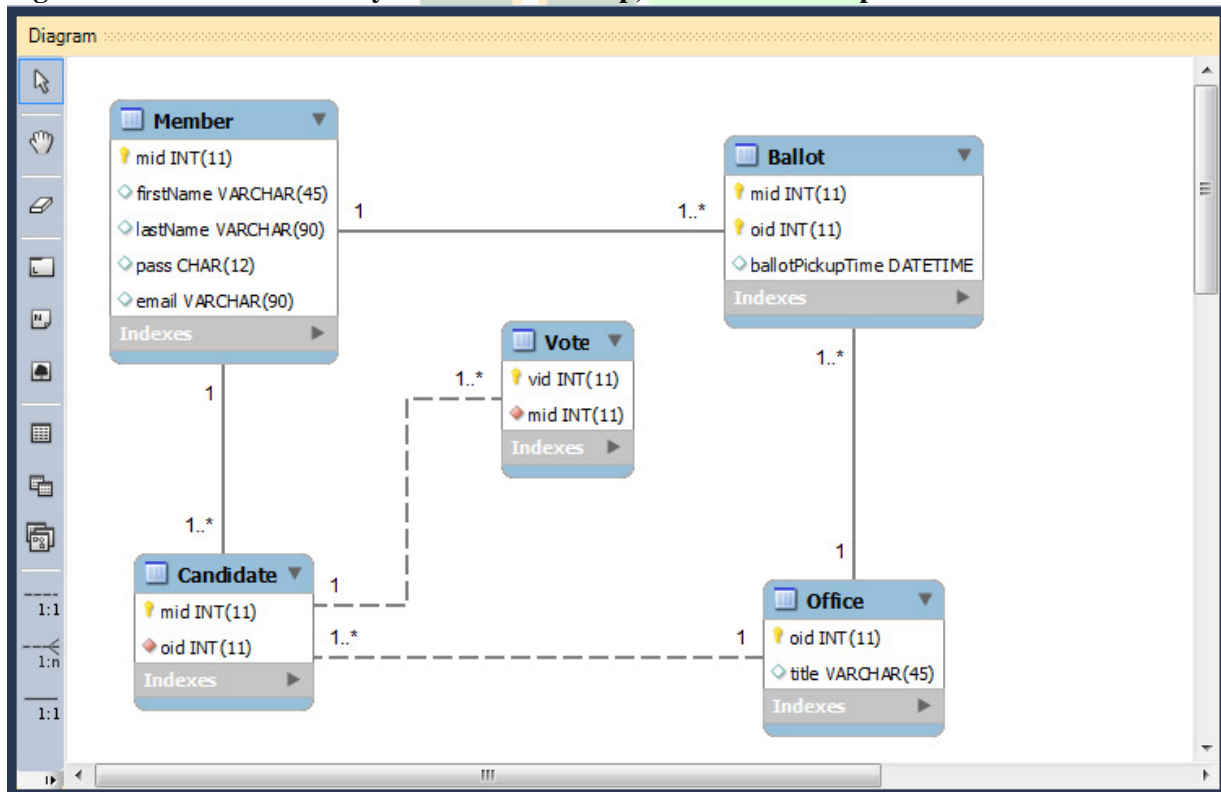 Diagram
Member
mid INT(11)
firstName VARCHAR(45)
lastName VARCHAR(90)
pass CHAR(12)
email VARCHAR(90)
Indexes
1
1..*
Ballot
mid INT(11)
oid INT(11)
ballotPickupTime DATETIME
Indexes
1
1..*
Vote
vid INT(11)
mid INT(11)
Indexes
1..*
1
Candidate
mid INT(11)
oid INT(11)
Indexes
1..*
1
1..*
1
Office
oid INT(11)
title VARCHAR(45)
Indexes
1:1
1:n
1:1